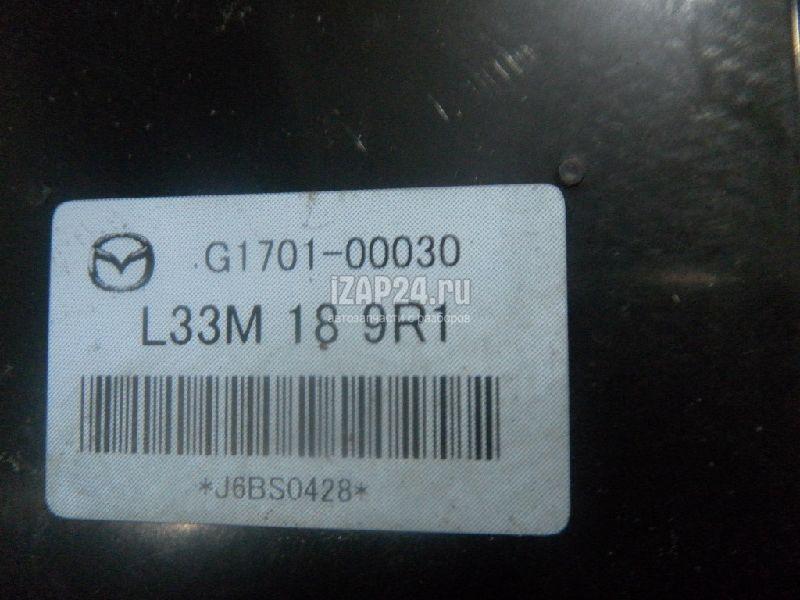 G1701-00030
iZAP24.ru
автозапчасти с разборов
L33M 18 9R1
*J6BS0428*